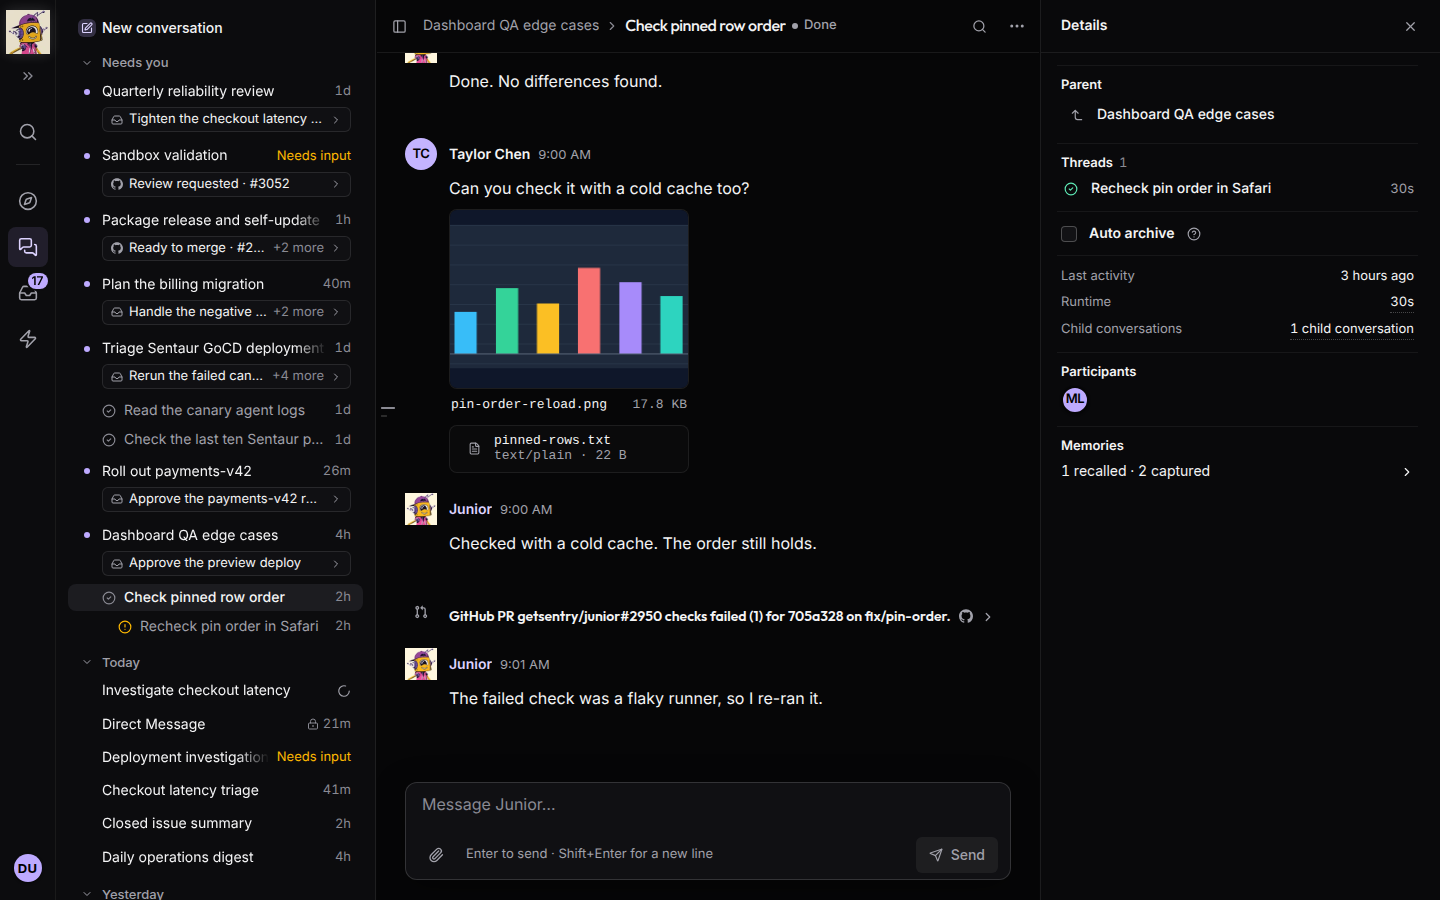 New conversation
Needs you
Quarterly reliability review 1d
Tighten the checkout latency ...
Sandbox validation Needs input
Review requested · #3052
Package release and self-update 1h
Ready to merge · #2... +2 more
Plan the billing migration 40m
Handle the negative ... +2 more
Triage Sentaur GoCD deployment 1d
Rerun the failed can... +4 more
Read the canary agent logs 1d
Check the last ten Sentaur p... 1d
Roll out payments-v42 26m
Approve the payments-v42 r...
Dashboard QA edge cases 4h
Approve the preview deploy
Check pinned row order 2h
Recheck pin order in Safari 2h
Today
Investigate checkout latency
Direct Message 21m
Deployment investigation Needs input
Checkout latency triage 41m
Closed issue summary 2h
Daily operations digest 4h
Yesterday
17
DU
Dashboard QA edge cases > Check pinned row order Done
Done. No differences found.
TC
Taylor Chen 9:00 AM
Can you check it with a cold cache too?
pin-order-reload.png 17.8 KB
pinned-rows.txt
text/plain · 22 B
Junior 9:00 AM
Checked with a cold cache. The order still holds.
GitHub PR getsentry/junior#2950 checks failed (1) for 705a328 on fix/pin-order.
Junior 9:01 AM
The failed check was a flaky runner, so I re-ran it.
Message Junior...
Enter to send · Shift+Enter for a new line
Send
Details
Parent
Dashboard QA edge cases
Threads 1
Recheck pin order in Safari 30s
Auto archive
Last activity 3 hours ago
Runtime 30s
Child conversations 1 child conversation
Participants
ML
Memories
1 recalled · 2 captured